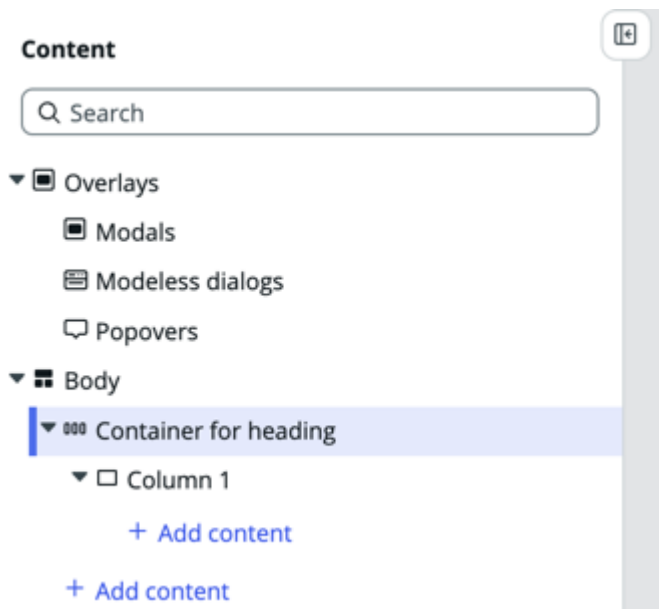 Content
Search
Overlays
Modals
Modeless dialogs
Popovers
Body
Container for heading
Column 1
+ Add content
+ Add content